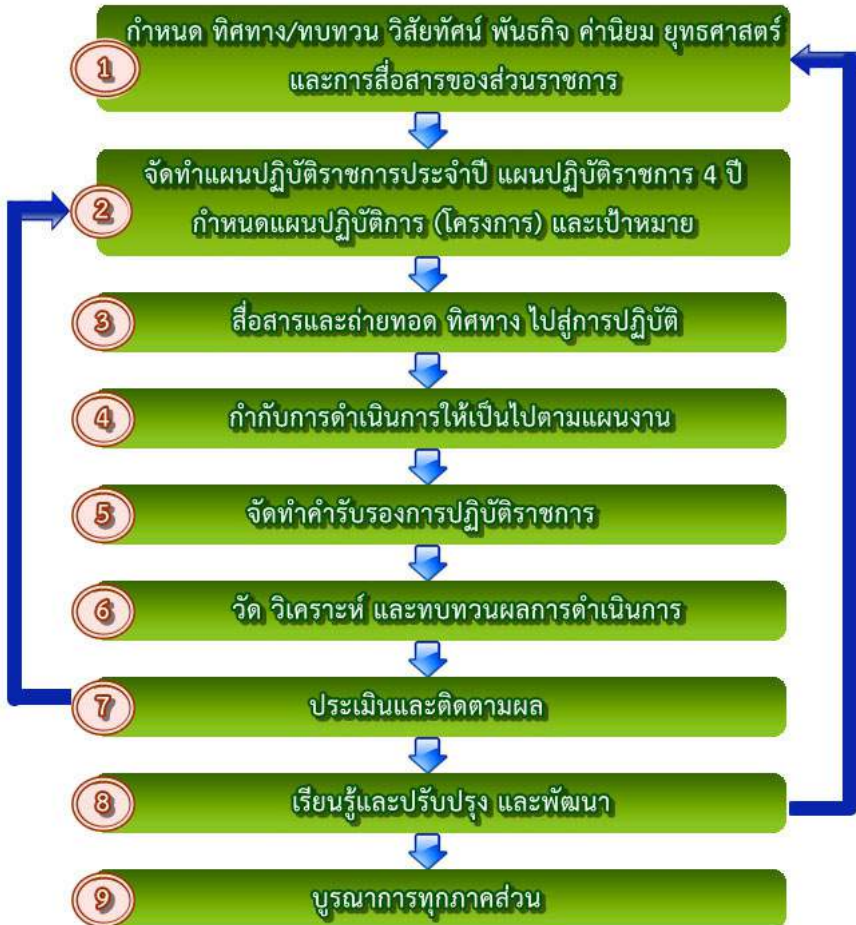 กำหนด ทิศทาง/ทบทวน วิสัยทัศน์ พันธกิจ ค่านิยม ยุทธศาสตร์
1
และการสื่อสารของส่วนราชการ
จัดทำแผนปฏิบัติราชการประจำปี แผนปฏิบัติราชการ 4 ปี
2
กำหนดแผนปฏิบัติการ (โครงการ) และเป้าหมาย
3 สื่อสารและถ่ายทอด ทิศทาง ไปสู่การปฏิบัติ
4 กำกับการดำเนินการให้เป็นไปตามแผนงาน
5 จัดทำคำรับรองการปฏิบัติราชการ
6 วัด วิเคราะห์ และทบทวนผลการดำเนินการ
7 ประเมินและติดตามผล
8 เรียนรู้และปรับปรุง และพัฒนา
9 บูรณาการทุกภาคส่วน